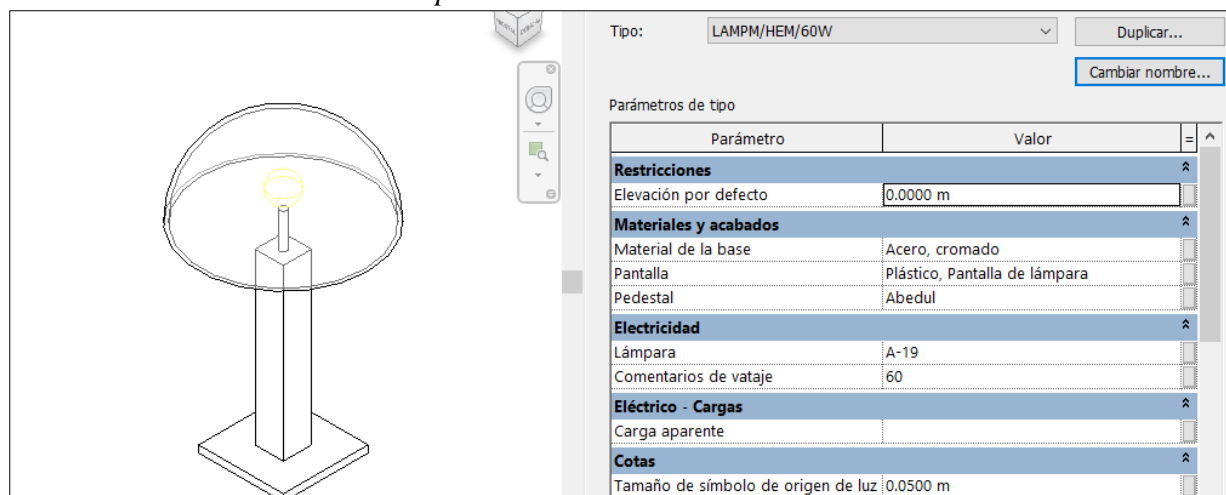 Tipo: LAMPM/HEM/60W Duplicar...
Cambiar nombre...
Parámetros de tipo
Parámetro Valor =
Restricciones
Elevación por defecto 0.0000 m
Materiales y acabados
Material de la base Acero, cromado
Pantalla Plástico, Pantalla de lámpara
Pedestal Abedul
Electricidad
Lámpara A-19
Comentarios de vataje 60
Eléctrico - Cargas
Carga aparente
Cotas
Tamaño de símbolo de origen de luz 0.0500 m